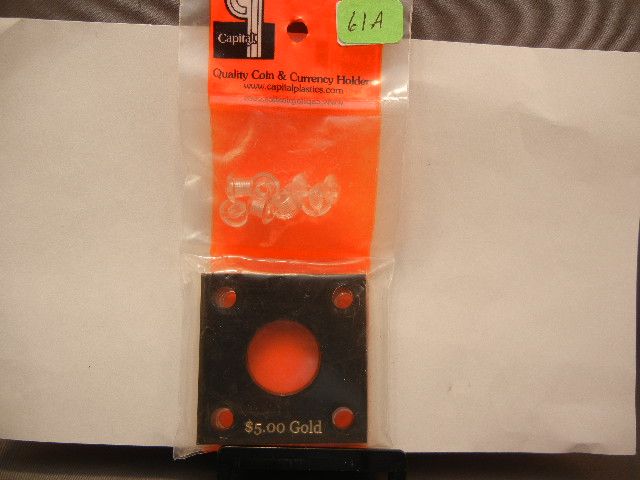 61A
Capital
Quality Coin & Currency Holder
www.capitalplastics.com
$5.00 Gold